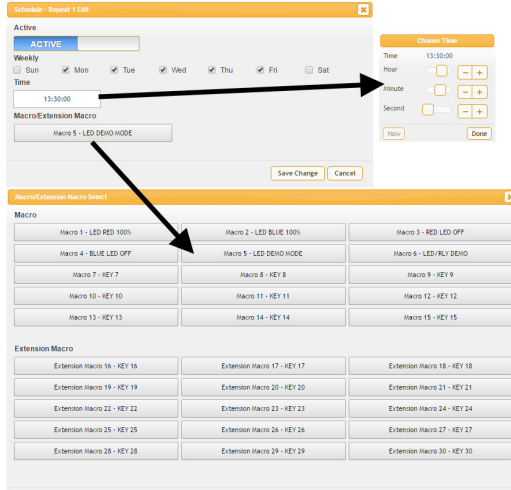 Schedule - Repeat 1 Edit
Active
ACTIVE
Weekly
Sun Mon Tue Wed Thu Fri Sat
Time
13:30:00
Macro/Extension Macro
Macro 5 - LED DEMO MODE
Save Change Cancel
Choose Time
Time 13:30:00
Hour - +
Minute - +
Second - +
Now Done
Macro/Extension Macro Select
Macro
Macro 1 - LED RED 100% Macro 2 - LED BLUE 100% Macro 3 - RED LED OFF
Macro 4 - BLUE LED OFF Macro 5 - LED DEMO MODE Macro 6 - LED/RLY DEMO
Macro 7 - KEY 7 Macro 8 - KEY 8 Macro 9 - KEY 9
Macro 10 - KEY 10 Macro 11 - KEY 11 Macro 12 - KEY 12
Macro 13 - KEY 13 Macro 14 - KEY 14 Macro 15 - KEY 15
Extension Macro
Extension Macro 16 - KEY 16 Extension Macro 17 - KEY 17 Extension Macro 18 - KEY 18
Extension Macro 19 - KEY 19 Extension Macro 20 - KEY 20 Extension Macro 21 - KEY 21
Extension Macro 22 - KEY 22 Extension Macro 23 - KEY 23 Extension Macro 24 - KEY 24
Extension Macro 25 - KEY 25 Extension Macro 26 - KEY 26 Extension Macro 27 - KEY 27
Extension Macro 28 - KEY 28 Extension Macro 29 - KEY 29 Extension Macro 30 - KEY 30